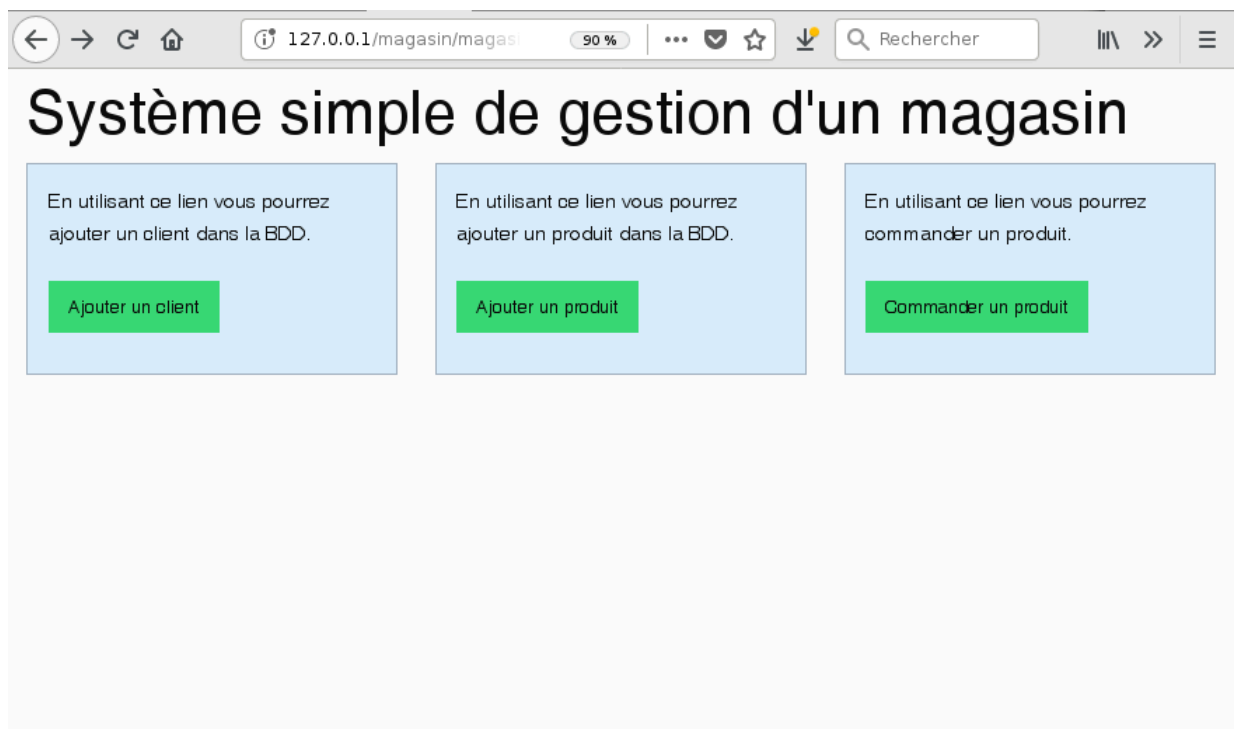 127.0.0.1/magasin/magas
90 %
Rechercher
Système simple de gestion d'un magasin
En utilisant ce lien vous pourrez
ajouter un client dans la BDD.
Ajouter un client
En utilisant ce lien vous pourrez
ajouter un produit dans la BDD.
Ajouter un produit
En utilisant ce lien vous pourrez
commander un produit.
Commander un produit